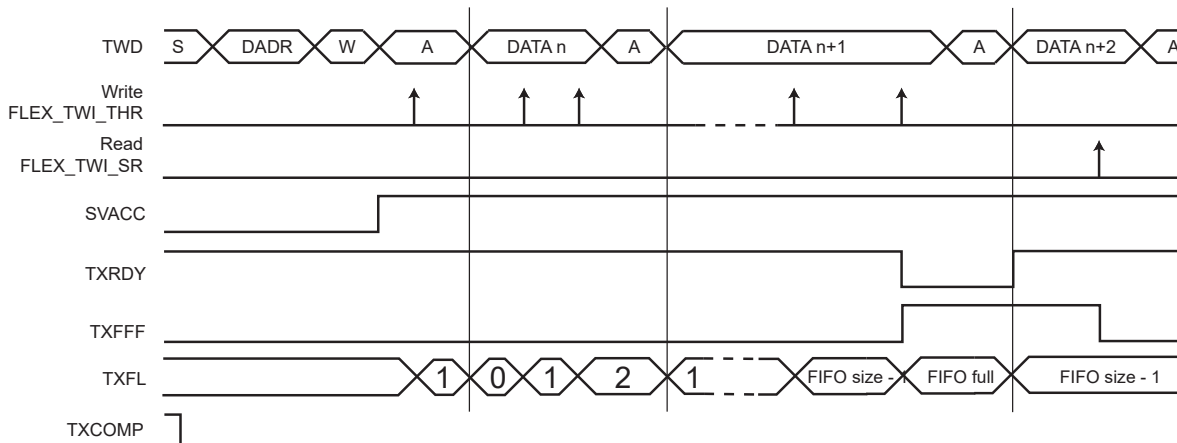 TWD S DADR W A DATA n A DATA n+1 A DATA n+2 A
Write
FLEX_TWI_THR
Read
FLEX_TWI_SR
SVACC
TXRDY
TXFFF
TXFL 1 0 1 2 1 FIFO size - 1 FIFO full FIFO size - 1
TXCOMP